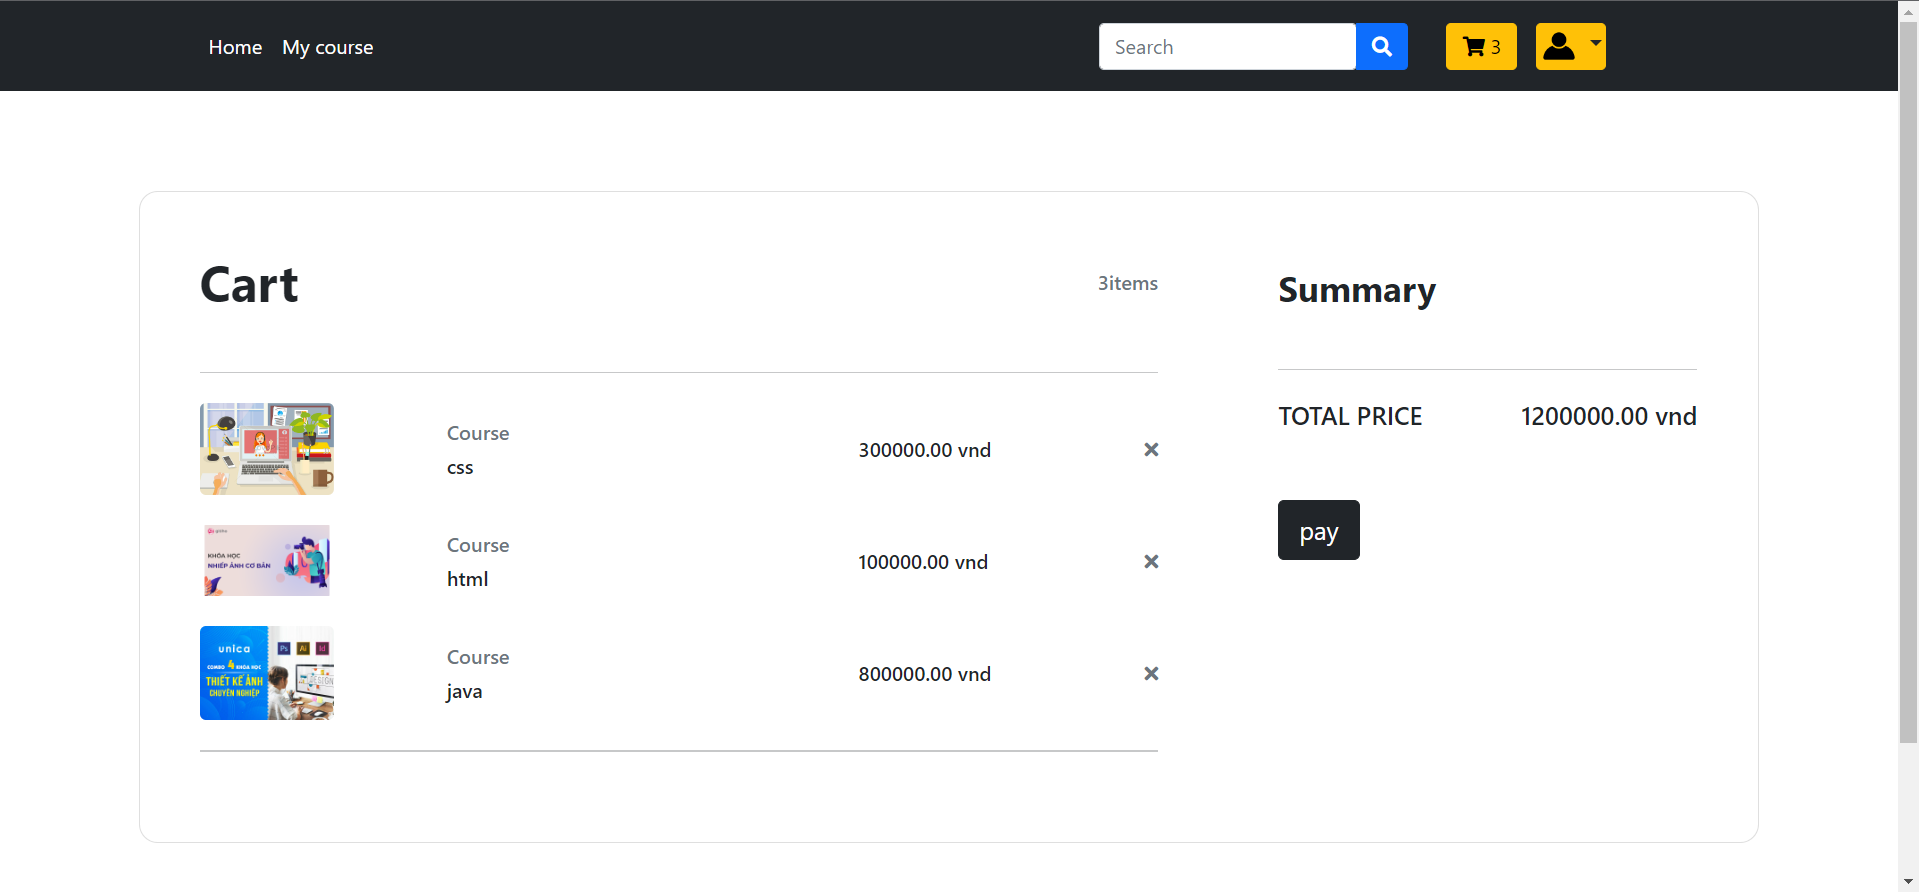 Home My course
Search
3
Cart
3items
Summary
TOTAL PRICE 1200000.00 vnd
pay
Course
css
300000.00 vnd
KHÓA HỌC
NHIẾP ẢNH CƠ BẢN
Course
html
100000.00 vnd
unica
COMBO 4 KHÓA HỌC
THIẾT KẾ ẢNH
CHUYÊN NGHIỆP
Ps Ai Id
DESIGN
Course
java
800000.00 vnd